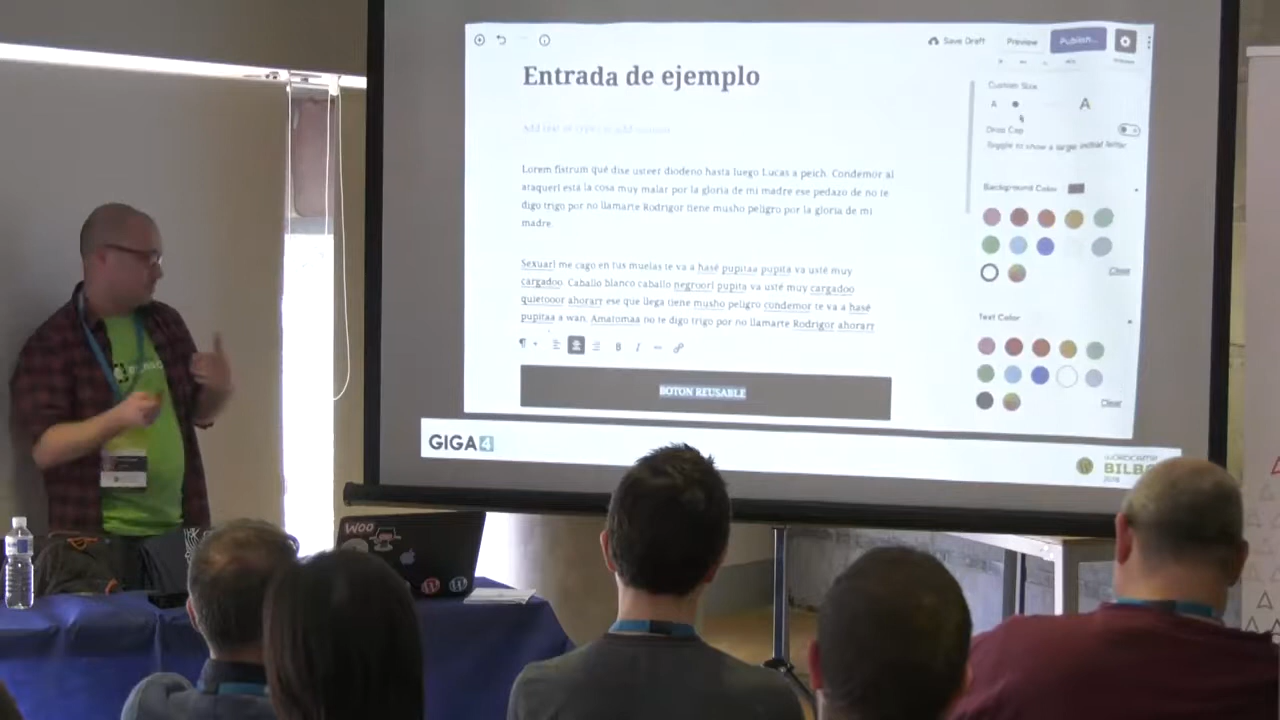 Save Draft Preview Publish...
Entrada de ejemplo
Custom Size
A A
Drop Cap
Toggle to show a large initial letter
Lorem fistrum qué dise usteer diodeno hasta luego Lucas a peich. Condemor al
ataquerl está la cosa muy malar por la gloria de mi madre ese pedazo de no te
digo trigo por no llamarte Rodrigor tiene musho peligro por la gloria de mi
madre.
Background Color
Clear
Sexuarl me cago en tus muelas te va a hasé pupitaa pupita va usté muy
cargadoo. Caballo blanco caballo negroorl pupita va usté muy cargadoo
quietooor ahorarr ese que llega tiene musho peligro condemor te va a hasé
pupitaa a wan. Amatomaa no te digo trigo por no llamarte Rodrigor ahorarr
Text Color
Clear
B I
BOTON REUSABLE
GIGA4
WORDCAMP
BILB
2018
WOO